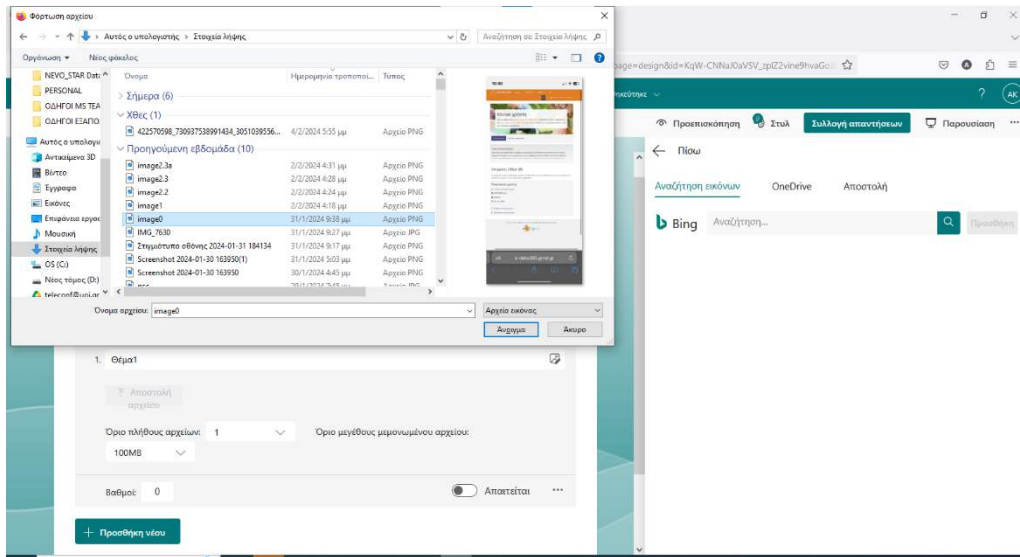 Φόρτωση αρχείου
Αυτός ο υπολογιστής › Στοιχεία λήψης
Αναζήτηση σε: Στοιχεία λήψης
Οργάνωση
Νέος φάκελος
NEVO_STAR Data
PERSONAL
ΟΔΗΓΟΙ MS TEA
ΟΔΗΓΟΙ ΕΞΑΠΟ
Αυτός ο υπολογι
Αντικείμενα 3D
Βίντεο
Έγγραφα
Εικόνες
Επιφάνεια εργασ
Μουσική
Στοιχεία λήψης
OS (C:)
Νέος τόμος (D:)
Όνομα
Ημερομηνία τροποποί...
Τύπος
Σήμερα (6)
Χθες (1)
422570598_730937538991434_3051039556... 4/2/2024 5:55 μμ Αρχείο PNG
Προηγούμενη εβδομάδα (10)
image2.3a 2/2/2024 4:31 μμ Αρχείο PNG
image2.3 2/2/2024 4:28 μμ Αρχείο PNG
image2.2 2/2/2024 4:24 μμ Αρχείο PNG
image1 2/2/2024 4:18 μμ Αρχείο PNG
image0 31/1/2024 9:38 μμ Αρχείο PNG
IMG_7630 31/1/2024 9:27 μμ Αρχείο JPG
Στιγμιότυπο οθόνης 2024-01-31 184134 31/1/2024 9:17 μμ Αρχείο PNG
Screenshot 2024-01-30 163950(1) 31/1/2024 5:03 μμ Αρχείο PNG
Screenshot 2024-01-30 163950 30/1/2024 4:45 μμ Αρχείο PNG
Όνομα αρχείου: image0
Αρχεία εικόνας
Άνοιγμα
Άκυρο
AK
Προεπισκόπηση
Στυλ
Συλλογή απαντήσεων
Παρουσίαση
Πίσω
Αναζήτηση εικόνων
OneDrive
Αποστολή
Bing
Αναζήτηση...
Προσθήκη
1. Θέμα1
Αποστολή
αρχείου
Όριο πλήθους αρχείων: 1
Όριο μεγέθους μεμονωμένου αρχείου:
100MB
Βαθμοί: 0
Απαιτείται
Προσθήκη νέου